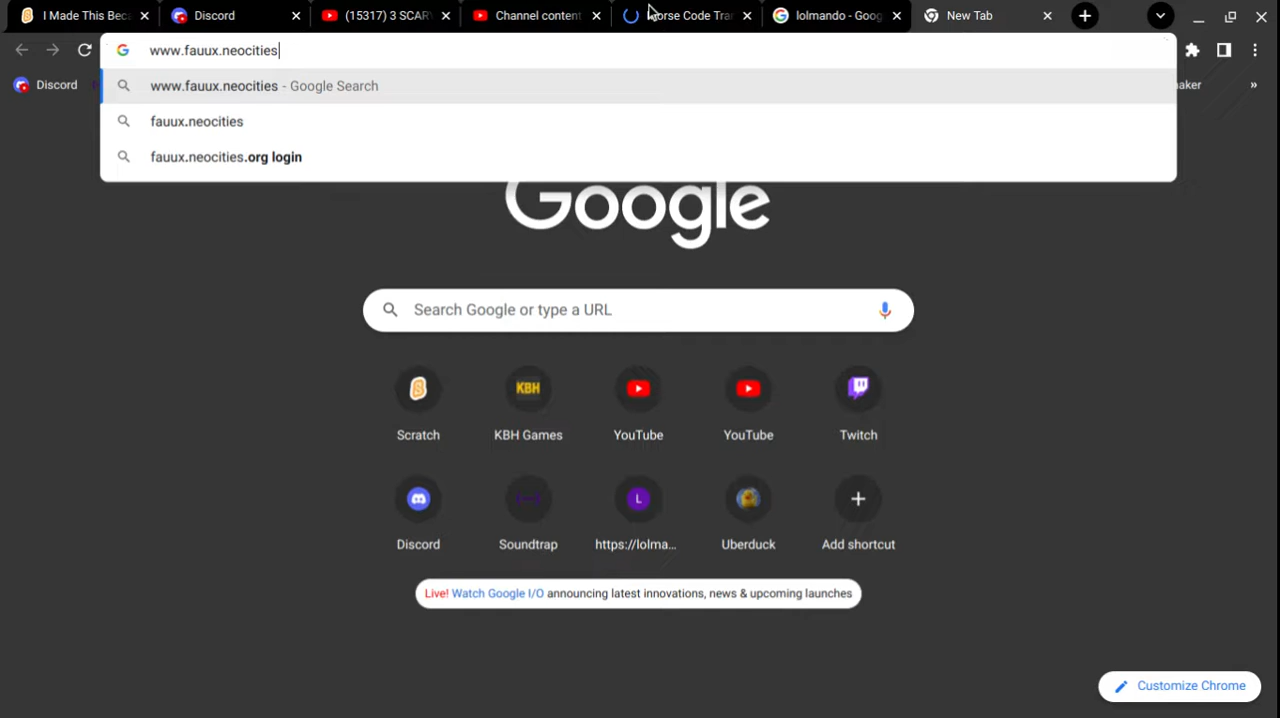 I Made This Beca
Discord
(15317) 3 SCAR
Channel content
orse Code Tra
lolmando - Goog
New Tab
www.fauux.neocities
Discord
aker
»
www.fauux.neocities - Google Search
fauux.neocities
fauux.neocities.org login
Google
Search Google or type a URL
KBH
L
Scratch
KBH Games
YouTube
YouTube
Twitch
Discord
Soundtrap
https://lolma...
Uberduck
Add shortcut
Live! Watch Google I/O announcing latest innovations, news & upcoming launches
Customize Chrome